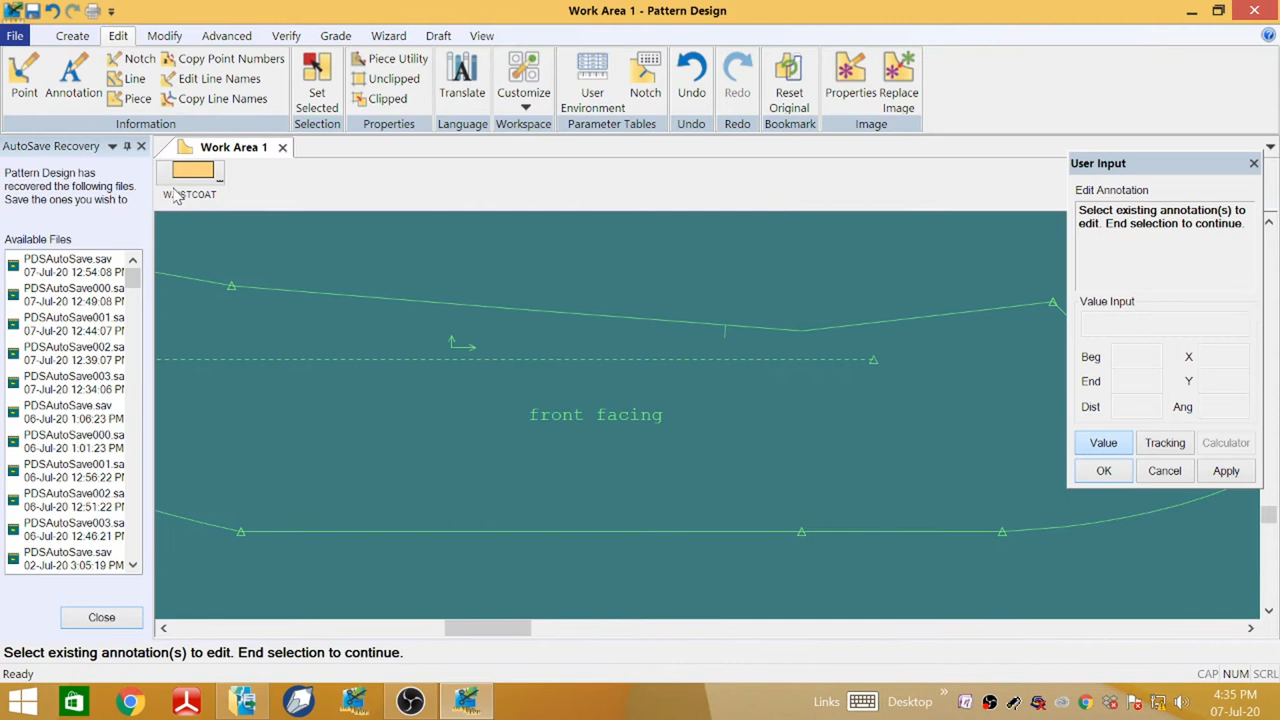 Work Area 1 - Pattern Design
File Create Edit Modify Advanced Verify Grade Wizard Draft View
Point
Annotation
Notch
Line
Piece
Copy Point Numbers
Edit Line Names
Copy Line Names
Information
Set Selected
Selection
Piece Utility
Unclipped
Clipped
Properties
Translate
Language
Customize
Workspace
User Environment
Notch
Parameter Tables
Undo
Undo
Redo
Redo
Reset Original
Bookmark
Properties
Replace Image
Image
AutoSave Recovery
Pattern Design has
recovered the following files.
Save the ones you wish to
Available Files
PDSAutoSave.sav
07-Jul-20 12:54:08 PM
PDSAutoSave000.sa
07-Jul-20 12:49:08 PM
PDSAutoSave001.sa
07-Jul-20 12:44:07 PM
PDSAutoSave002.sa
07-Jul-20 12:39:07 PM
PDSAutoSave003.sa
07-Jul-20 12:34:06 PM
PDSAutoSave.sav
06-Jul-20 1:06:23 PM
PDSAutoSave000.sa
06-Jul-20 1:01:23 PM
PDSAutoSave001.sa
06-Jul-20 12:56:22 PM
PDSAutoSave002.sa
06-Jul-20 12:51:22 PM
PDSAutoSave003.sa
06-Jul-20 12:46:21 PM
PDSAutoSave.sav
02-Jul-20 3:05:19 PM
Close
Work Area 1
front facing
User Input
Edit Annotation
Select existing annotation(s) to
edit. End selection to continue.
Value Input
Beg X
End Y
Dist Ang
Value Tracking Calculator
OK Cancel Apply
Select existing annotation(s) to edit. End selection to continue.
Ready
CAP NUM SCRL
Links Desktop
4:35 PM
07-Jul-20